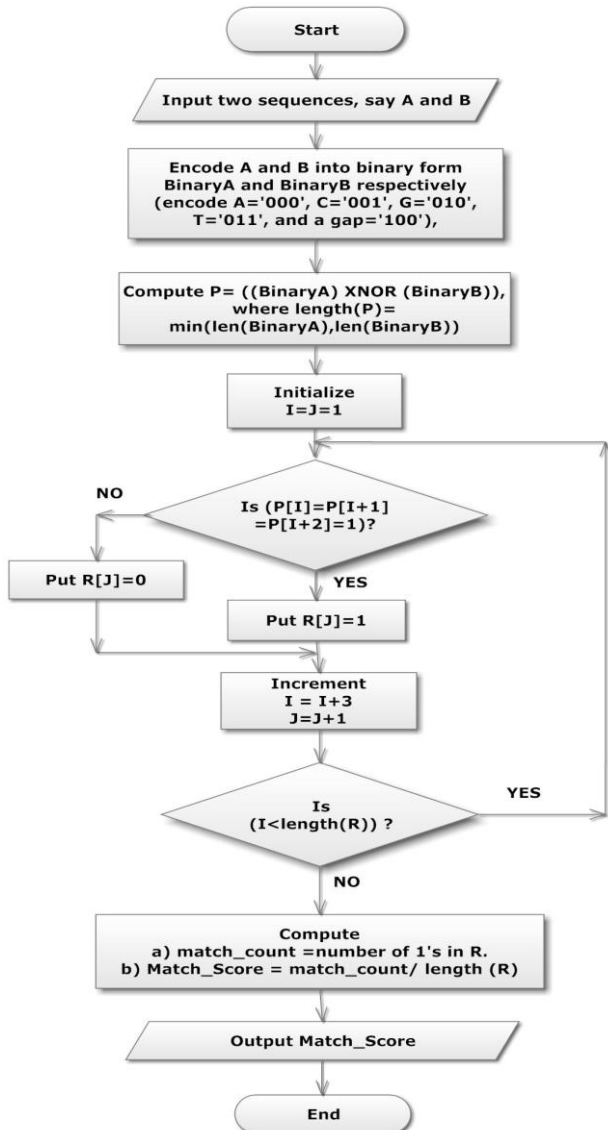 Start
Input two sequences, say A and B
Encode A and B into binary form
BinaryA and BinaryB respectively
(encode A='000', C='001', G='010',
T='011', and a gap='100'),
Compute P= ((BinaryA) XNOR (BinaryB)),
where length(P)=
min(len(BinaryA),len(BinaryB))
Initialize
I=J=1
Is (P[I]=P[I+1]
=P[I+2]=1)?
NO
Put R[J]=0
YES
Put R[J]=1
Increment
I = I+3
J=J+1
Is
(I<length(R)) ?
YES
NO
Compute
a) match_count =number of 1's in R.
b) Match_Score = match_count/ length (R)
Output Match_Score
End